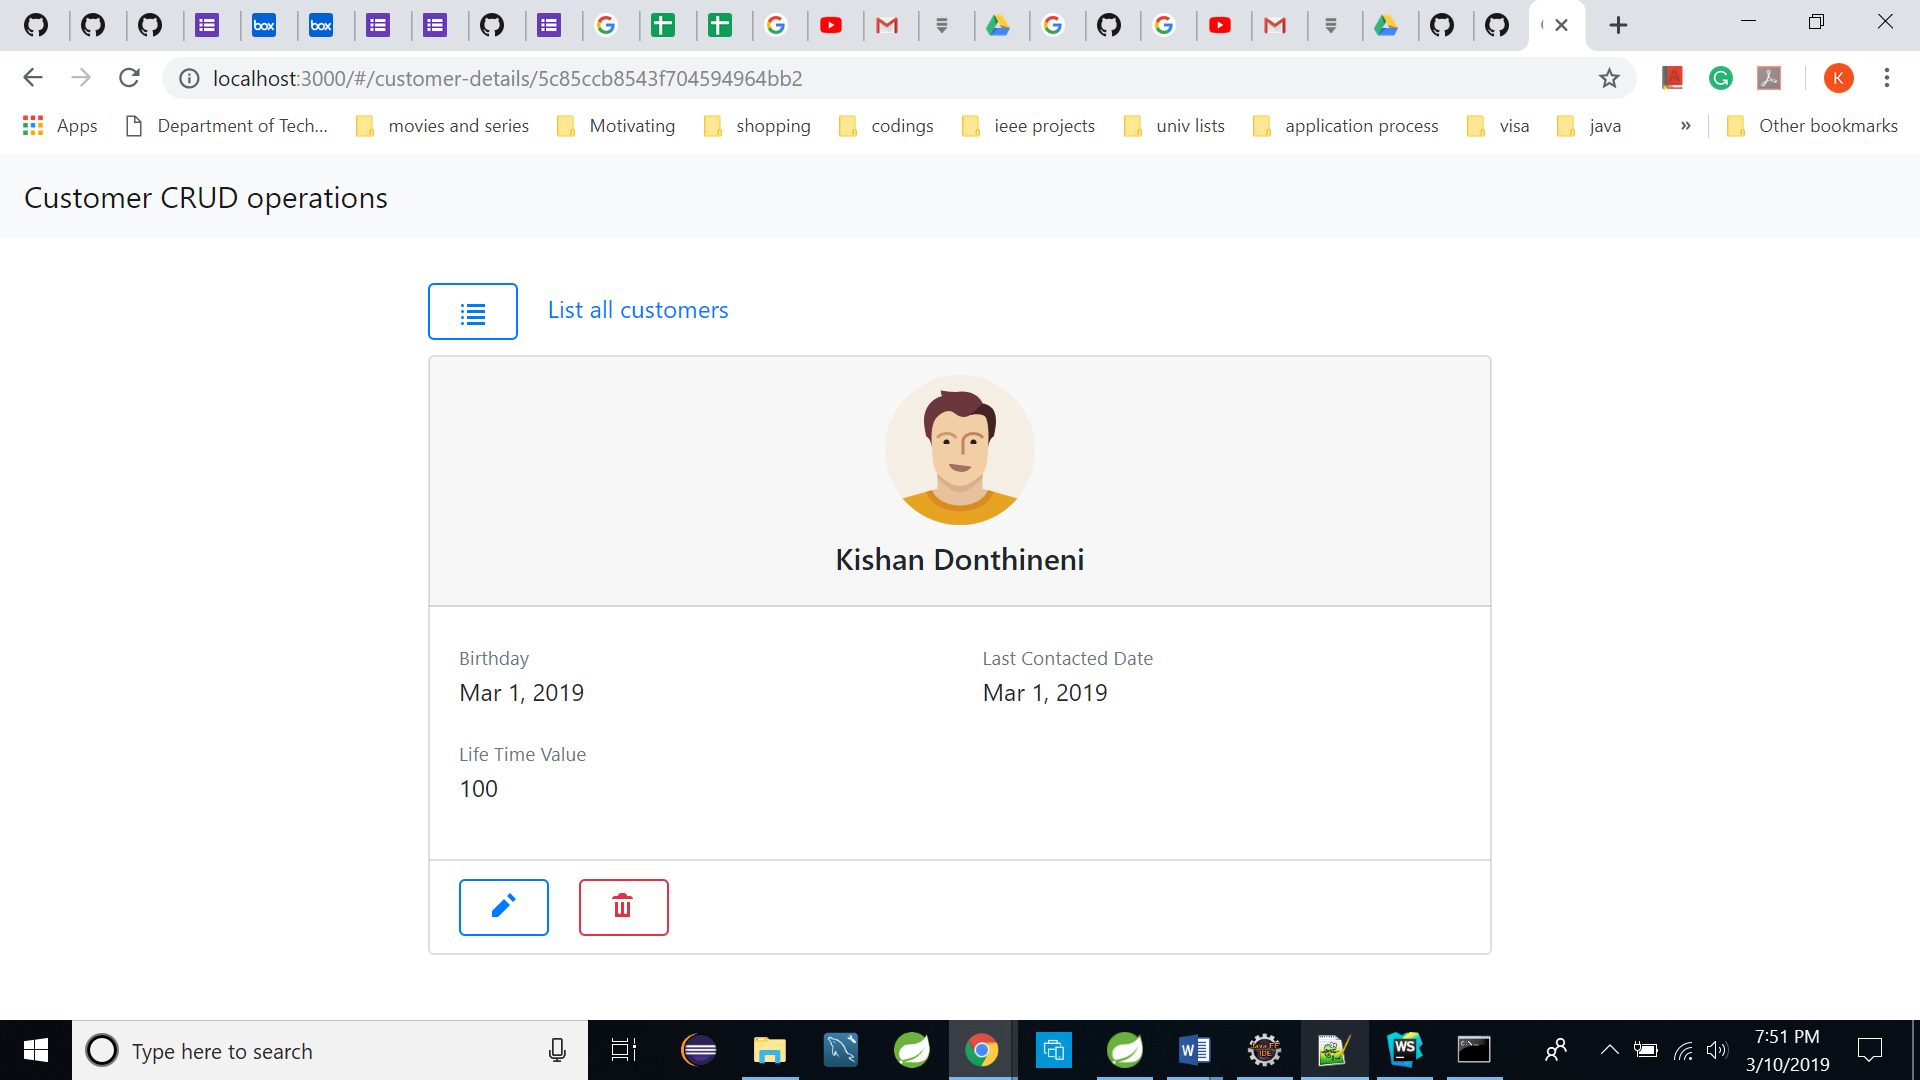 box
box
localhost:3000/#/customer-details/5c85ccb8543f704594964bb2
K
Apps
Department of Tech...
movies and series
Motivating
shopping
codings
ieee projects
univ lists
application process
visa
java
»
Other bookmarks
Customer CRUD operations
List all customers
Kishan Donthineni
Birthday
Last Contacted Date
Mar 1, 2019
Mar 1, 2019
Life Time Value
100
Type here to search
W
WS
7:51 PM
3/10/2019